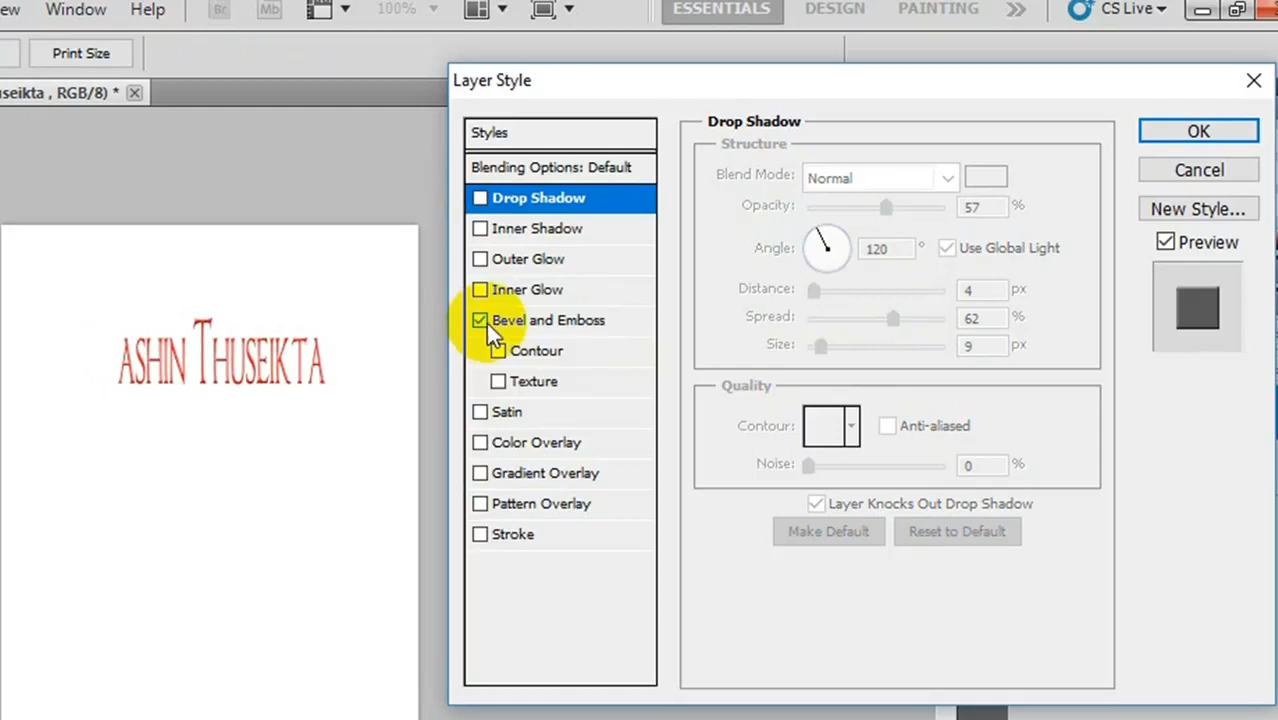 ew Window Help Br Mb 100% ESSENTIALS DESIGN PAINTING CS Live
Print Size
seikta , RGB/8) *
Layer Style
Styles
Blending Options: Default
Drop Shadow
Inner Shadow
Outer Glow
Inner Glow
Bevel and Emboss
Contour
Texture
Satin
Color Overlay
Gradient Overlay
Pattern Overlay
Stroke
Drop Shadow
Structure
Blend Mode: Normal
Opacity: 57 %
Angle: 120 ° Use Global Light
Distance: 4 px
Spread: 62 %
Size: 9 px
Quality
Contour: Anti-aliased
Noise: 0 %
Layer Knocks Out Drop Shadow
Make Default Reset to Default
OK
Cancel
New Style...
Preview
ASHIN THUSEIKTA